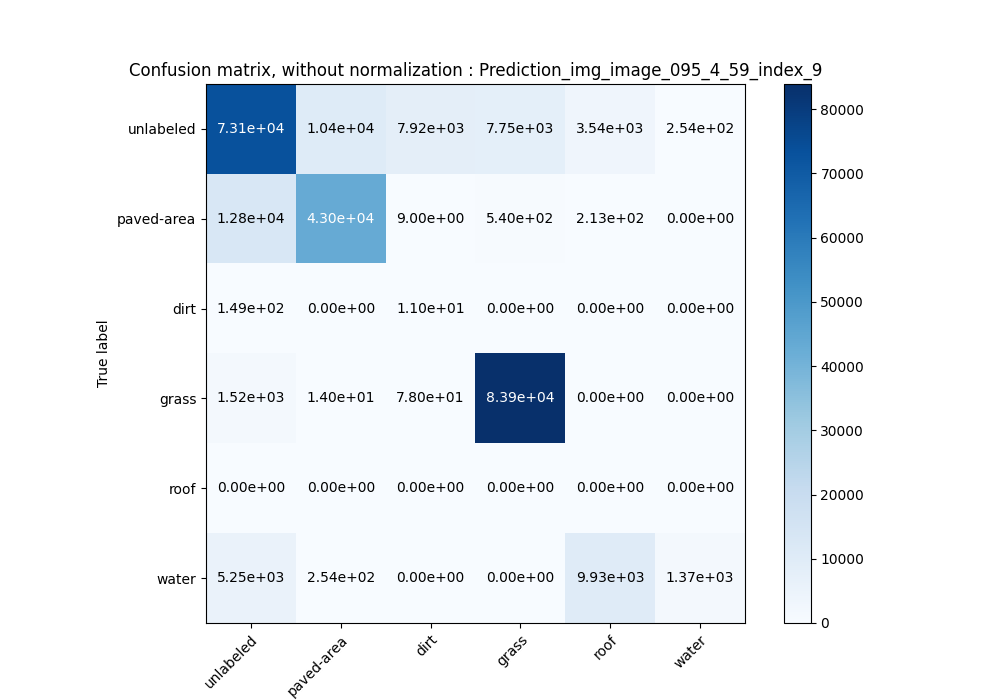 Confusion matrix, without normalization : Prediction_img_image_095_4_59_index_9
unlabeled 7.31e+04 1.04e+04 7.92e+03 7.75e+03 3.54e+03 2.54e+02
paved-area 1.28e+04 4.30e+04 9.00e+00 5.40e+02 2.13e+02 0.00e+00
dirt 1.49e+02 0.00e+00 1.10e+01 0.00e+00 0.00e+00 0.00e+00
grass 1.52e+03 1.40e+01 7.80e+01 8.39e+04 0.00e+00 0.00e+00
roof 0.00e+00 0.00e+00 0.00e+00 0.00e+00 0.00e+00 0.00e+00
water 5.25e+03 2.54e+02 0.00e+00 0.00e+00 9.93e+03 1.37e+03
True label
unlabeled paved-area dirt grass roof water
80000
70000
60000
50000
40000
30000
20000
10000
0